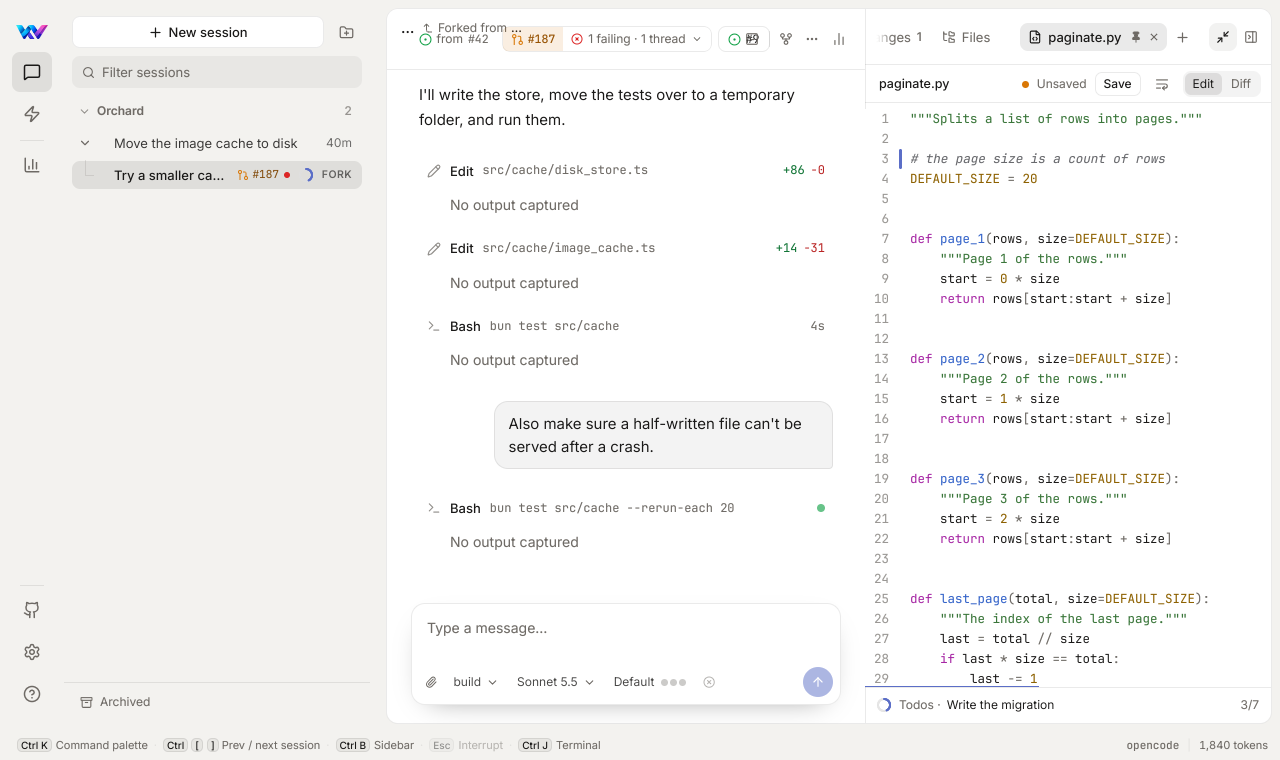 New session
Filter sessions
Orchard 2
Move the image cache to disk 40m
Try a smaller ca... #187 FORK
Archived
Forked from ...
from #42 #187 1 failing · 1 thread
I'll write the store, move the tests over to a temporary
folder, and run them.
Edit src/cache/disk_store.ts +86 -0
No output captured
Edit src/cache/image_cache.ts +14 -31
No output captured
Bash bun test src/cache 4s
No output captured
Also make sure a half-written file can't be
served after a crash.
Bash bun test src/cache --rerun-each 20
No output captured
Type a message...
build Sonnet 5.5 Default
nges 1 Files paginate.py
paginate.py Unsaved Save Edit Diff
1 """Splits a list of rows into pages."""
2
3 # the page size is a count of rows
4 DEFAULT_SIZE = 20
5
6
7 def page_1(rows, size=DEFAULT_SIZE):
8 """Page 1 of the rows."""
9 start = 0 * size
10 return rows[start:start + size]
11
12
13 def page_2(rows, size=DEFAULT_SIZE):
14 """Page 2 of the rows."""
15 start = 1 * size
16 return rows[start:start + size]
17
18
19 def page_3(rows, size=DEFAULT_SIZE):
20 """Page 3 of the rows."""
21 start = 2 * size
22 return rows[start:start + size]
23
24
25 def last_page(total, size=DEFAULT_SIZE):
26 """The index of the last page."""
27 last = total // size
28 if last * size == total:
29 last -= 1
Todos · Write the migration 3/7
Ctrl K Command palette Ctrl [ ] Prev / next session Ctrl B Sidebar Esc Interrupt Ctrl J Terminal opencode 1,840 tokens